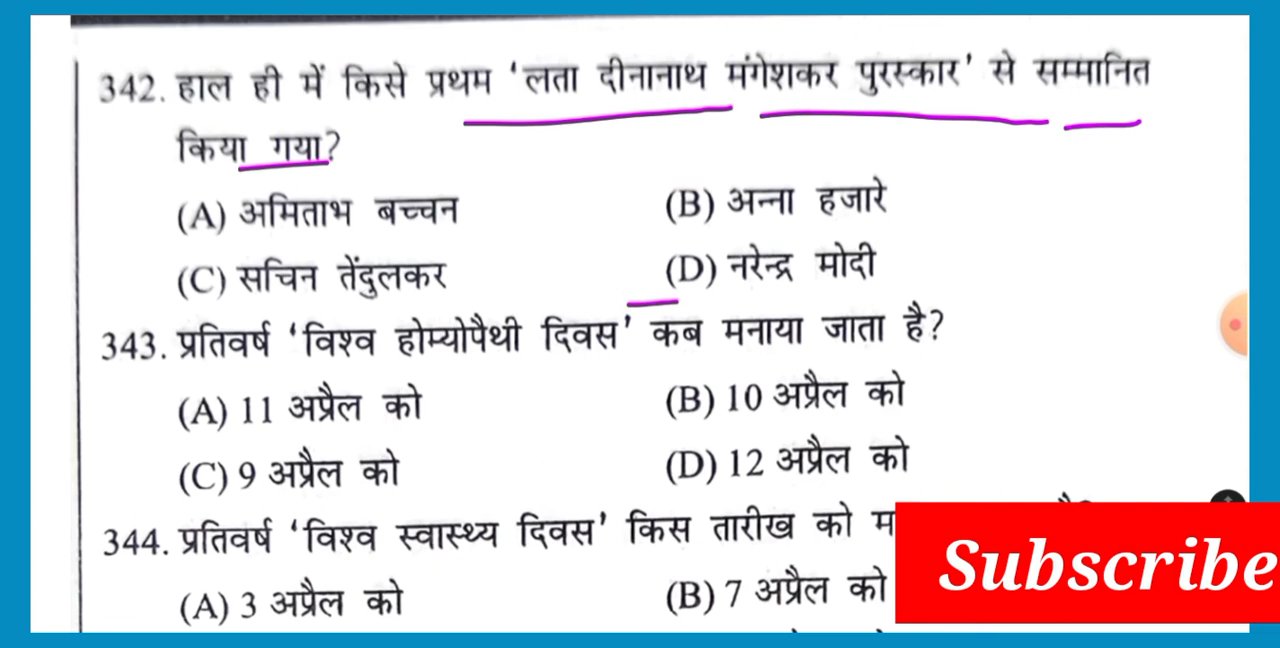 342. हाल ही में किसे प्रथम ‘लता दीनानाथ मंगेशकर पुरस्कार’ से सम्मानित
किया गया?
(A) अमिताभ बच्चन (B) अन्ना हजारे
(C) सचिन तेंदुलकर (D) नरेन्द्र मोदी
343. प्रतिवर्ष ‘विश्व होम्योपैथी दिवस’ कब मनाया जाता है?
(A) 11 अप्रैल को (B) 10 अप्रैल को
(C) 9 अप्रैल को (D) 12 अप्रैल को
344. प्रतिवर्ष ‘विश्व स्वास्थ्य दिवस’ किस तारीख को
(A) 3 अप्रैल को (B) 7 अप्रैल को
Subscribe